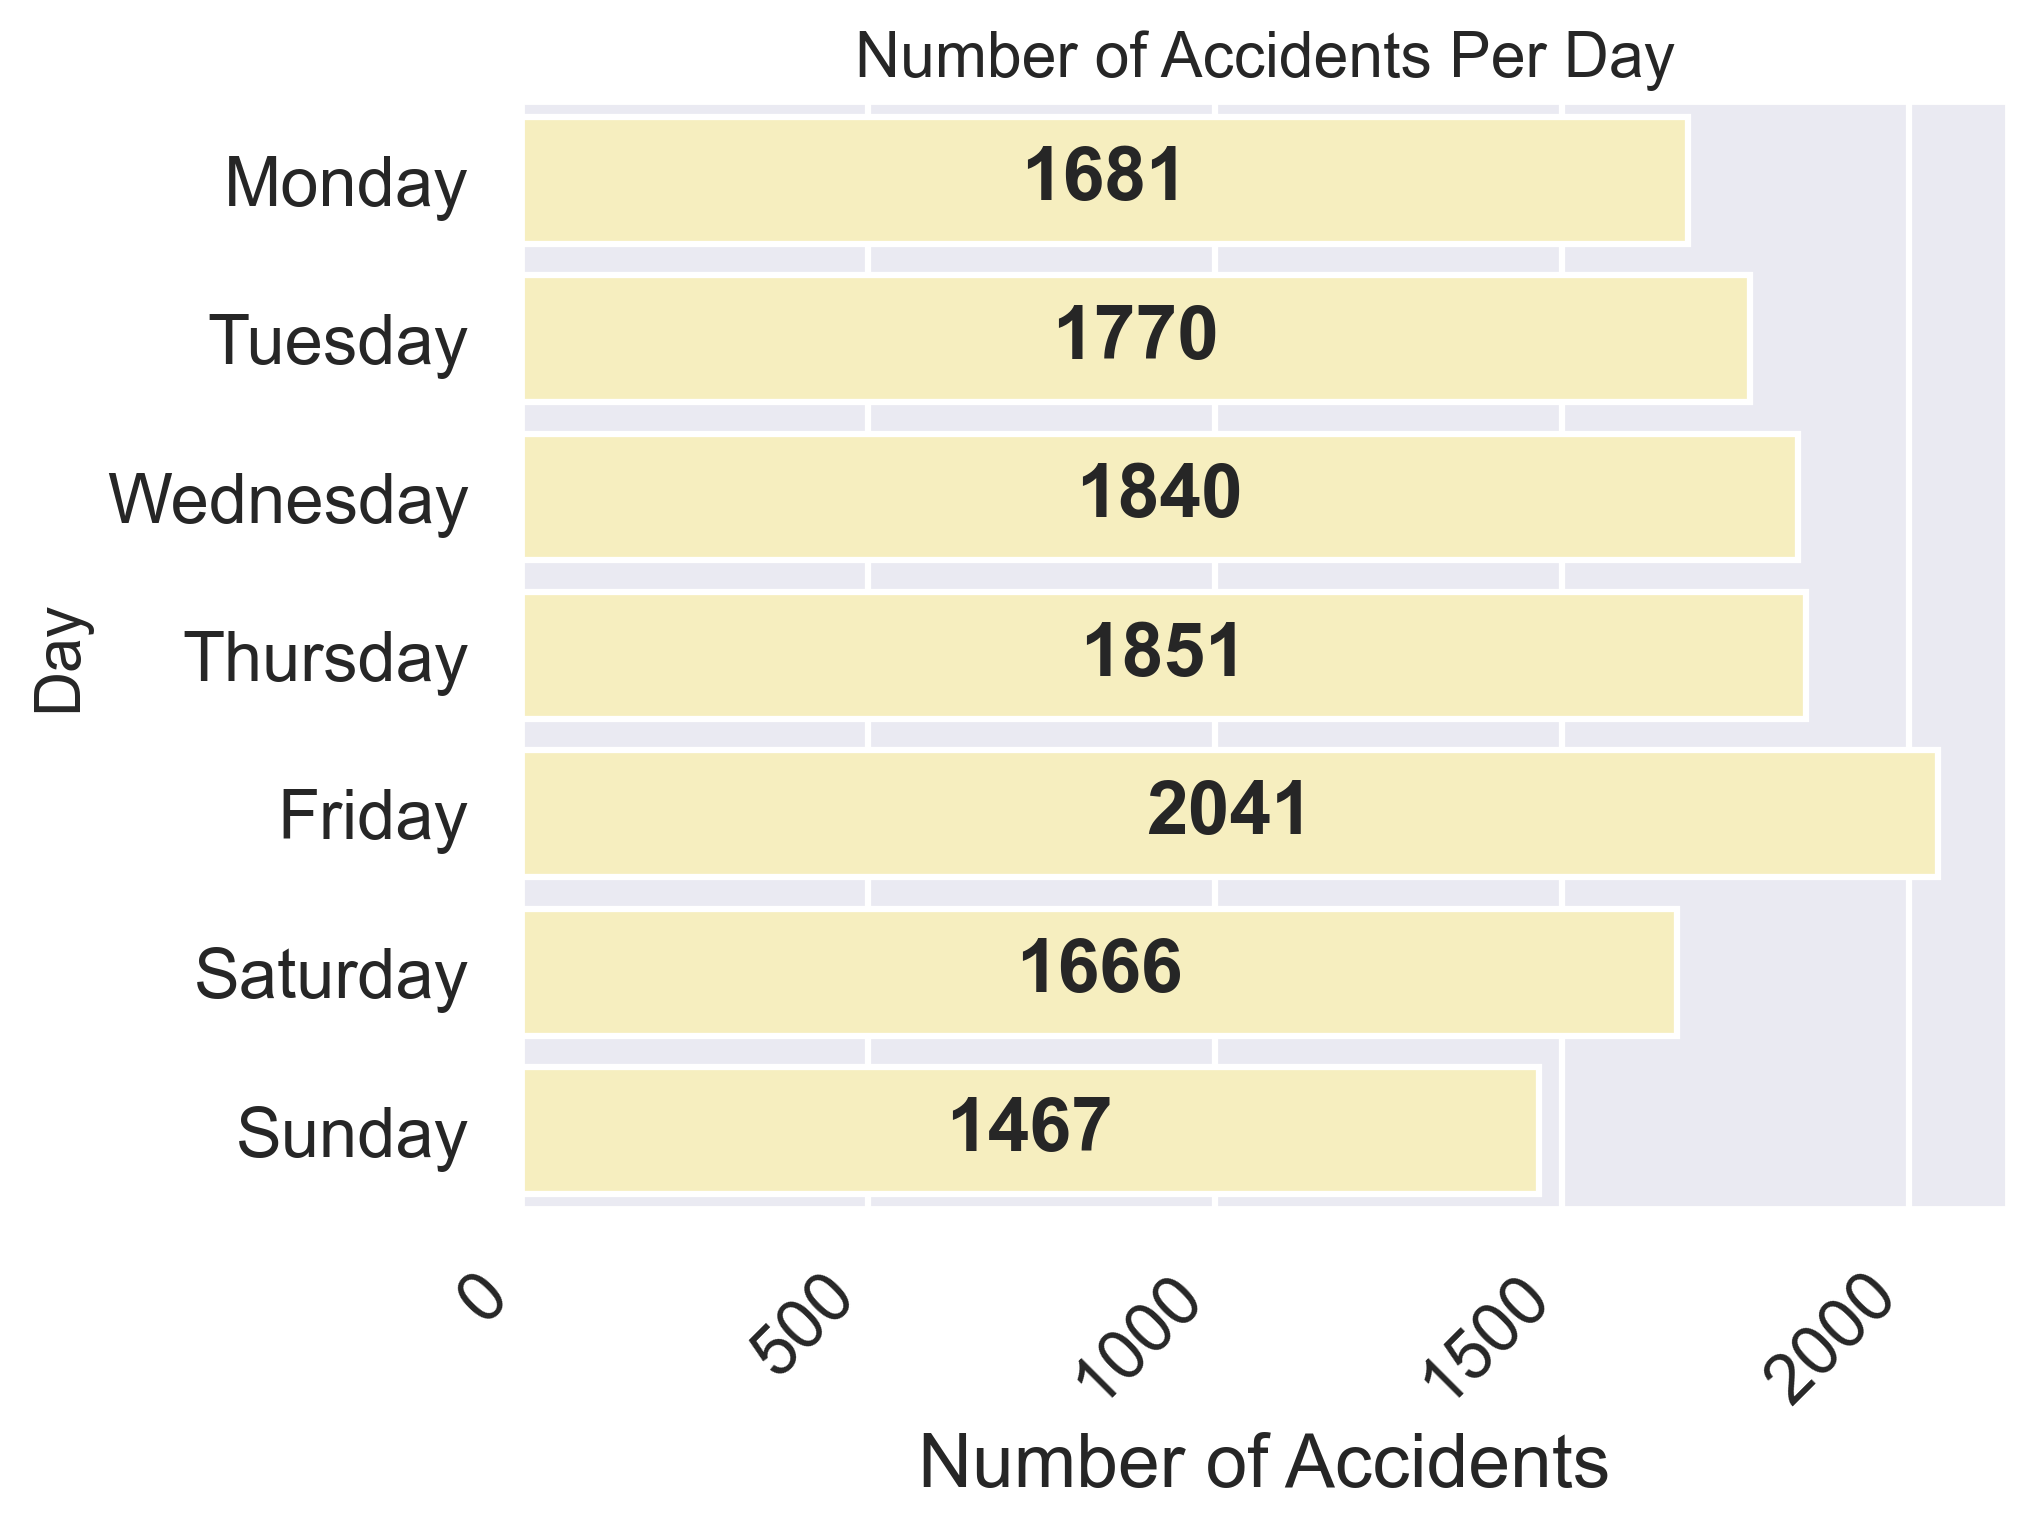 Number of Accidents Per Day
Monday 1681
Tuesday 1770
Wednesday 1840
Thursday 1851
Friday 2041
Saturday 1666
Sunday 1467
Day
0 500 1000 1500 2000
Number of Accidents